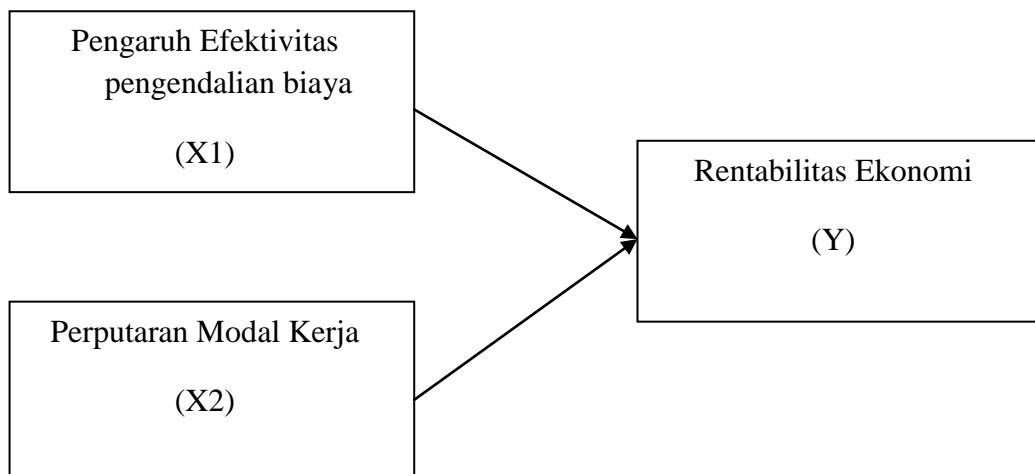 Pengaruh Efektivitas
pengendalian biaya
(X1)
Rentabilitas Ekonomi
(Y)
Perputaran Modal Kerja
(X2)